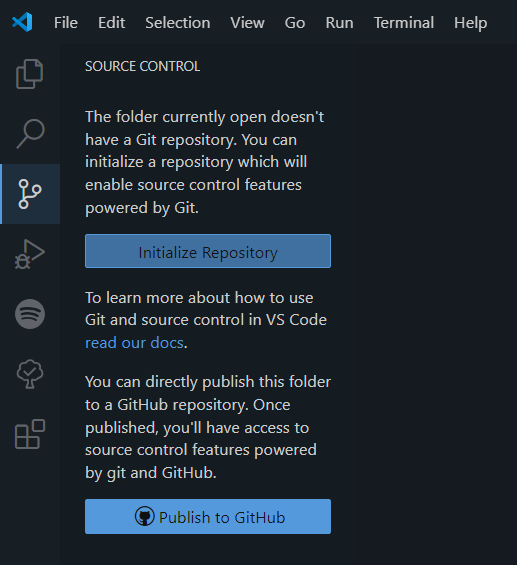 File Edit Selection View Go Run Terminal Help
SOURCE CONTROL
The folder currently open doesn't
have a Git repository. You can
initialize a repository which will
enable source control features
powered by Git.
Initialize Repository
To learn more about how to use
Git and source control in VS Code
read our docs.
You can directly publish this folder
to a GitHub repository. Once
published, you'll have access to
source control features powered
by git and GitHub.
Publish to GitHub